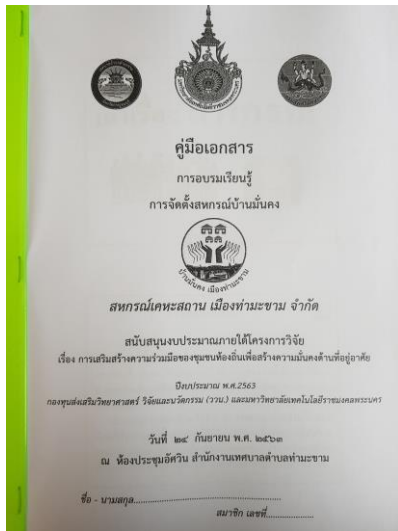 คู่มือเอกสาร
การอบรมเรียนรู้
การจัดตั้งสหกรณ์บ้านมั่นคง
บ้านมั่นคง เมืองท่ามะขาม
สหกรณ์เคหะสถาน เมืองท่ามะขาม จำกัด
สนับสนุนงบประมาณภายใต้โครงการวิจัย
เรื่อง การเสริมสร้างความร่วมมือของชุมชนท้องถิ่นเพื่อสร้างความมั่นคงด้านที่อยู่อาศัย
ปีงบประมาณ พ.ศ.2563
กองทุนส่งเสริมวิทยาศาสตร์ วิจัยและนวัตกรรม (ววน.) และมหาวิทยาลัยเทคโนโลยีราชมงคลพระนคร
วันที่ ๒๙ กันยายน พ.ศ. ๒๕๖๓
ณ ห้องประชุมอัศวิน สำนักงานเทศบาลตำบลท่ามะขาม
ชื่อ - นามสกุล..........................................
สมาชิก เลขที่..................